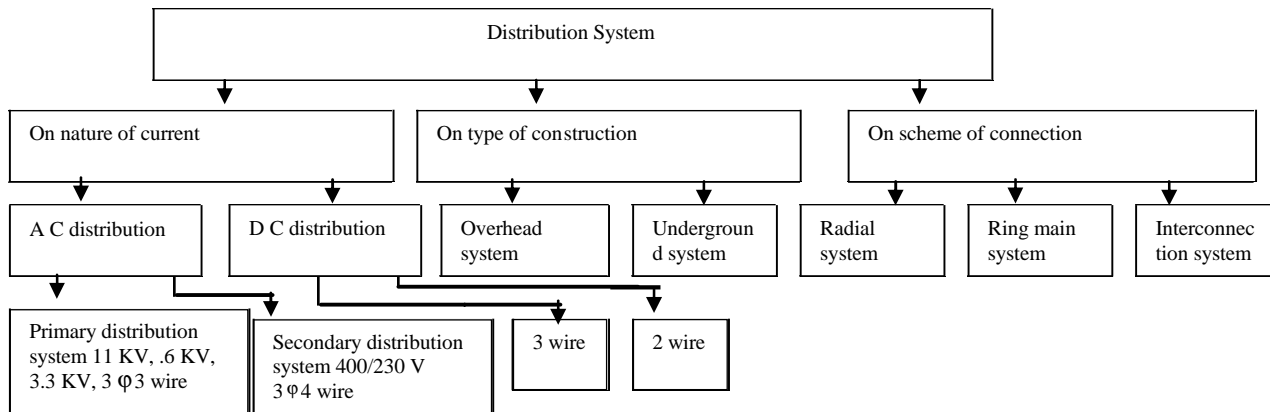 Distribution System
On nature of current
On type of construction
On scheme of connection
A C distribution
D C distribution
Overhead
system
Undergroun
d system
Radial
system
Ring main
system
Interconnec
tion system
Primary distribution
system 11 KV, .6 KV,
3.3 KV, 3 φ3 wire
Secondary distribution
system 400/230 V
3φ4 wire
3 wire
2 wire